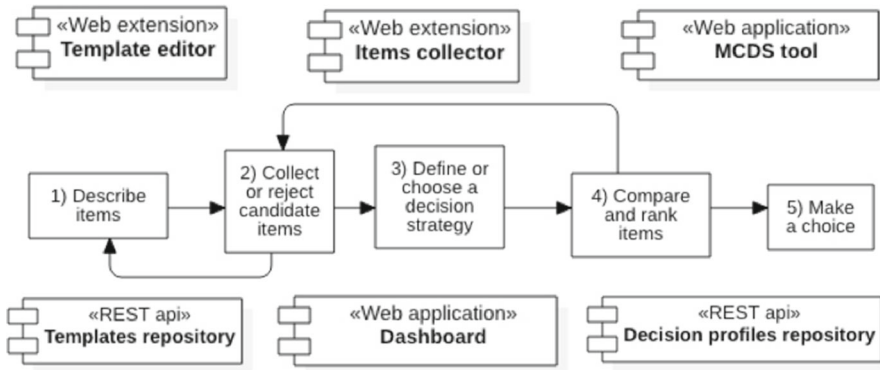 «Web extension»
Template editor
«Web extension»
Items collector
«Web application»
MCDS tool
1) Describe
items
2) Collect
or reject
candidate
items
3) Define or
choose a
decision
strategy
4) Compare
and rank
items
5) Make
a choice
«REST api»
Templates repository
«Web application»
Dashboard
«REST api»
Decision profiles repository